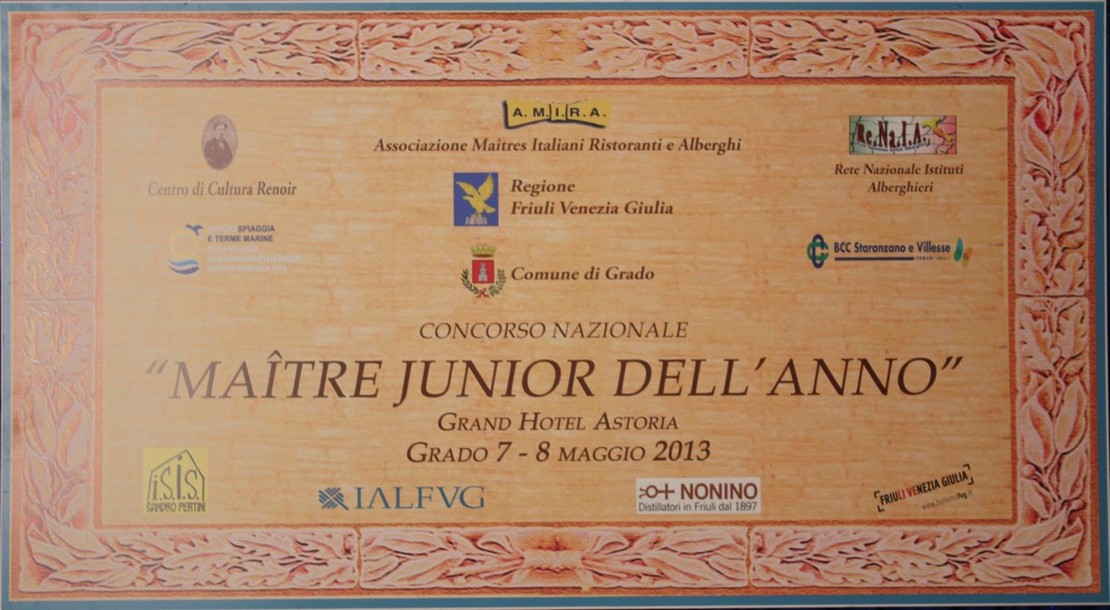 A.M.I.R.A.
Associazione Maîtres Italiani Ristoranti e Alberghi
Centro di Cultura Renoir
Re.Na.I.A.
Rete Nazionale Istituti
Alberghieri
Regione
Friuli Venezia Giulia
SPIAGGIA
E TERME MARINE
BCC Staranzano e Villesse
Comune di Grado
CONCORSO NAZIONALE
“MAÎTRE JUNIOR DELL’ANNO”
GRAND HOTEL ASTORIA
GRADO 7 - 8 MAGGIO 2013
i.S.i.S.
SANDRO PERTINI
IALFVG
NONINO
Distillatori in Friuli dal 1897
FRIULI VENEZIA GIULIA